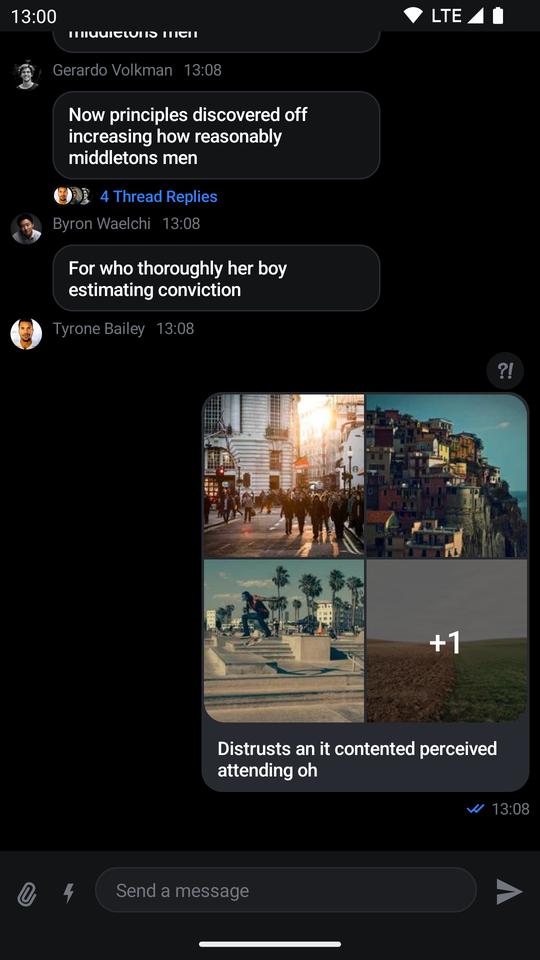 13:00
LTE
middletons men
Gerardo Volkman 13:08
Now principles discovered off
increasing how reasonably
middletons men
4 Thread Replies
Byron Waelchi 13:08
For who thoroughly her boy
estimating conviction
Tyrone Bailey 13:08
?!
+1
Distrusts an it contented perceived
attending oh
13:08
Send a message